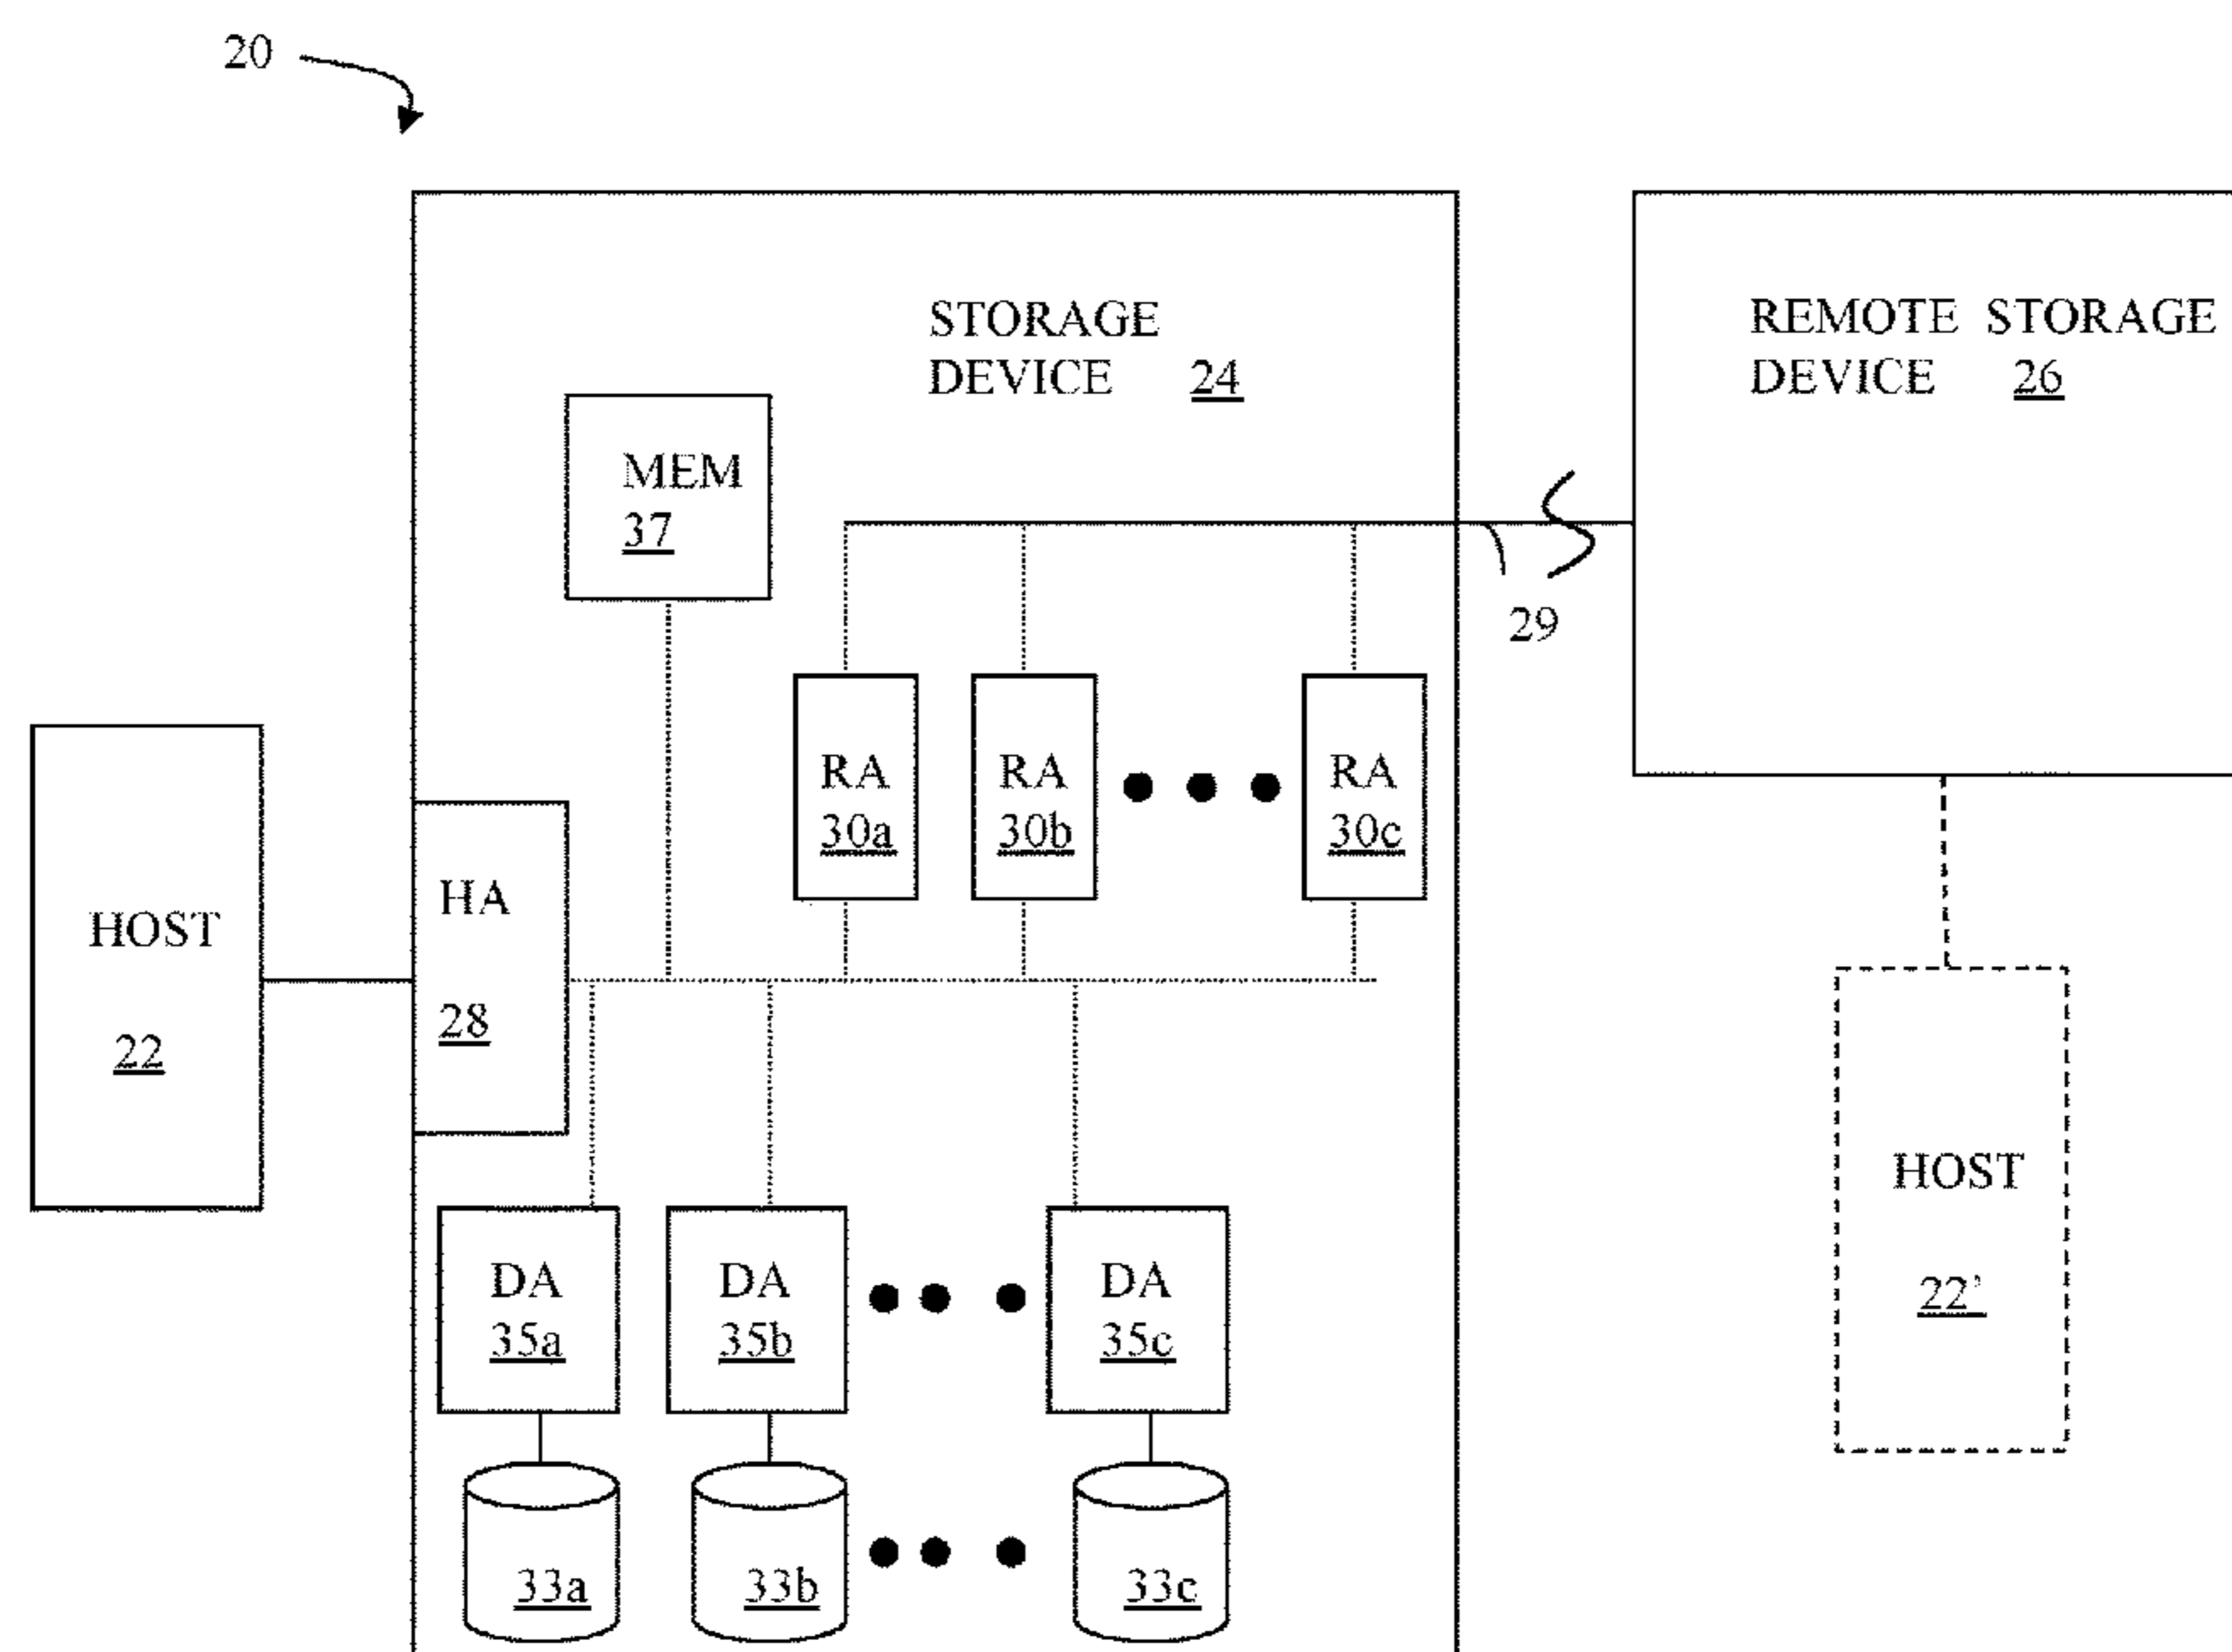 20
STORAGE
DEVICE 24
REMOTE STORAGE
DEVICE 26
MEM
37
29
RA
30a
RA
30b
RA
30c
HOST
22
HA
28
HOST
22'
DA
35a
DA
35b
DA
35c
33a
33b
33c